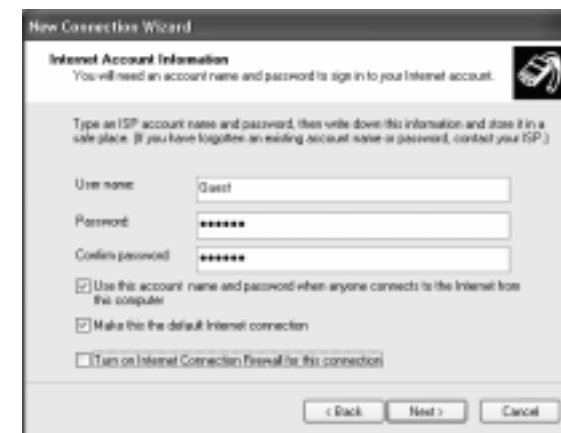 New Connection Wizard
Internet Account Information
You will need an account name and password to sign in to your Internet account.
Type an ISP account name and password, then write down this information and store it in a
safe place. (If you have forgotten an existing account name or password, contact your ISP.)
User name:
Guest
Password:
••••••
Confirm password:
••••••
Use this account name and password when anyone connects to the Internet from
this computer
Make this the default Internet connection
Turn on Internet Connection Firewall for this connection
< Back
Next >
Cancel